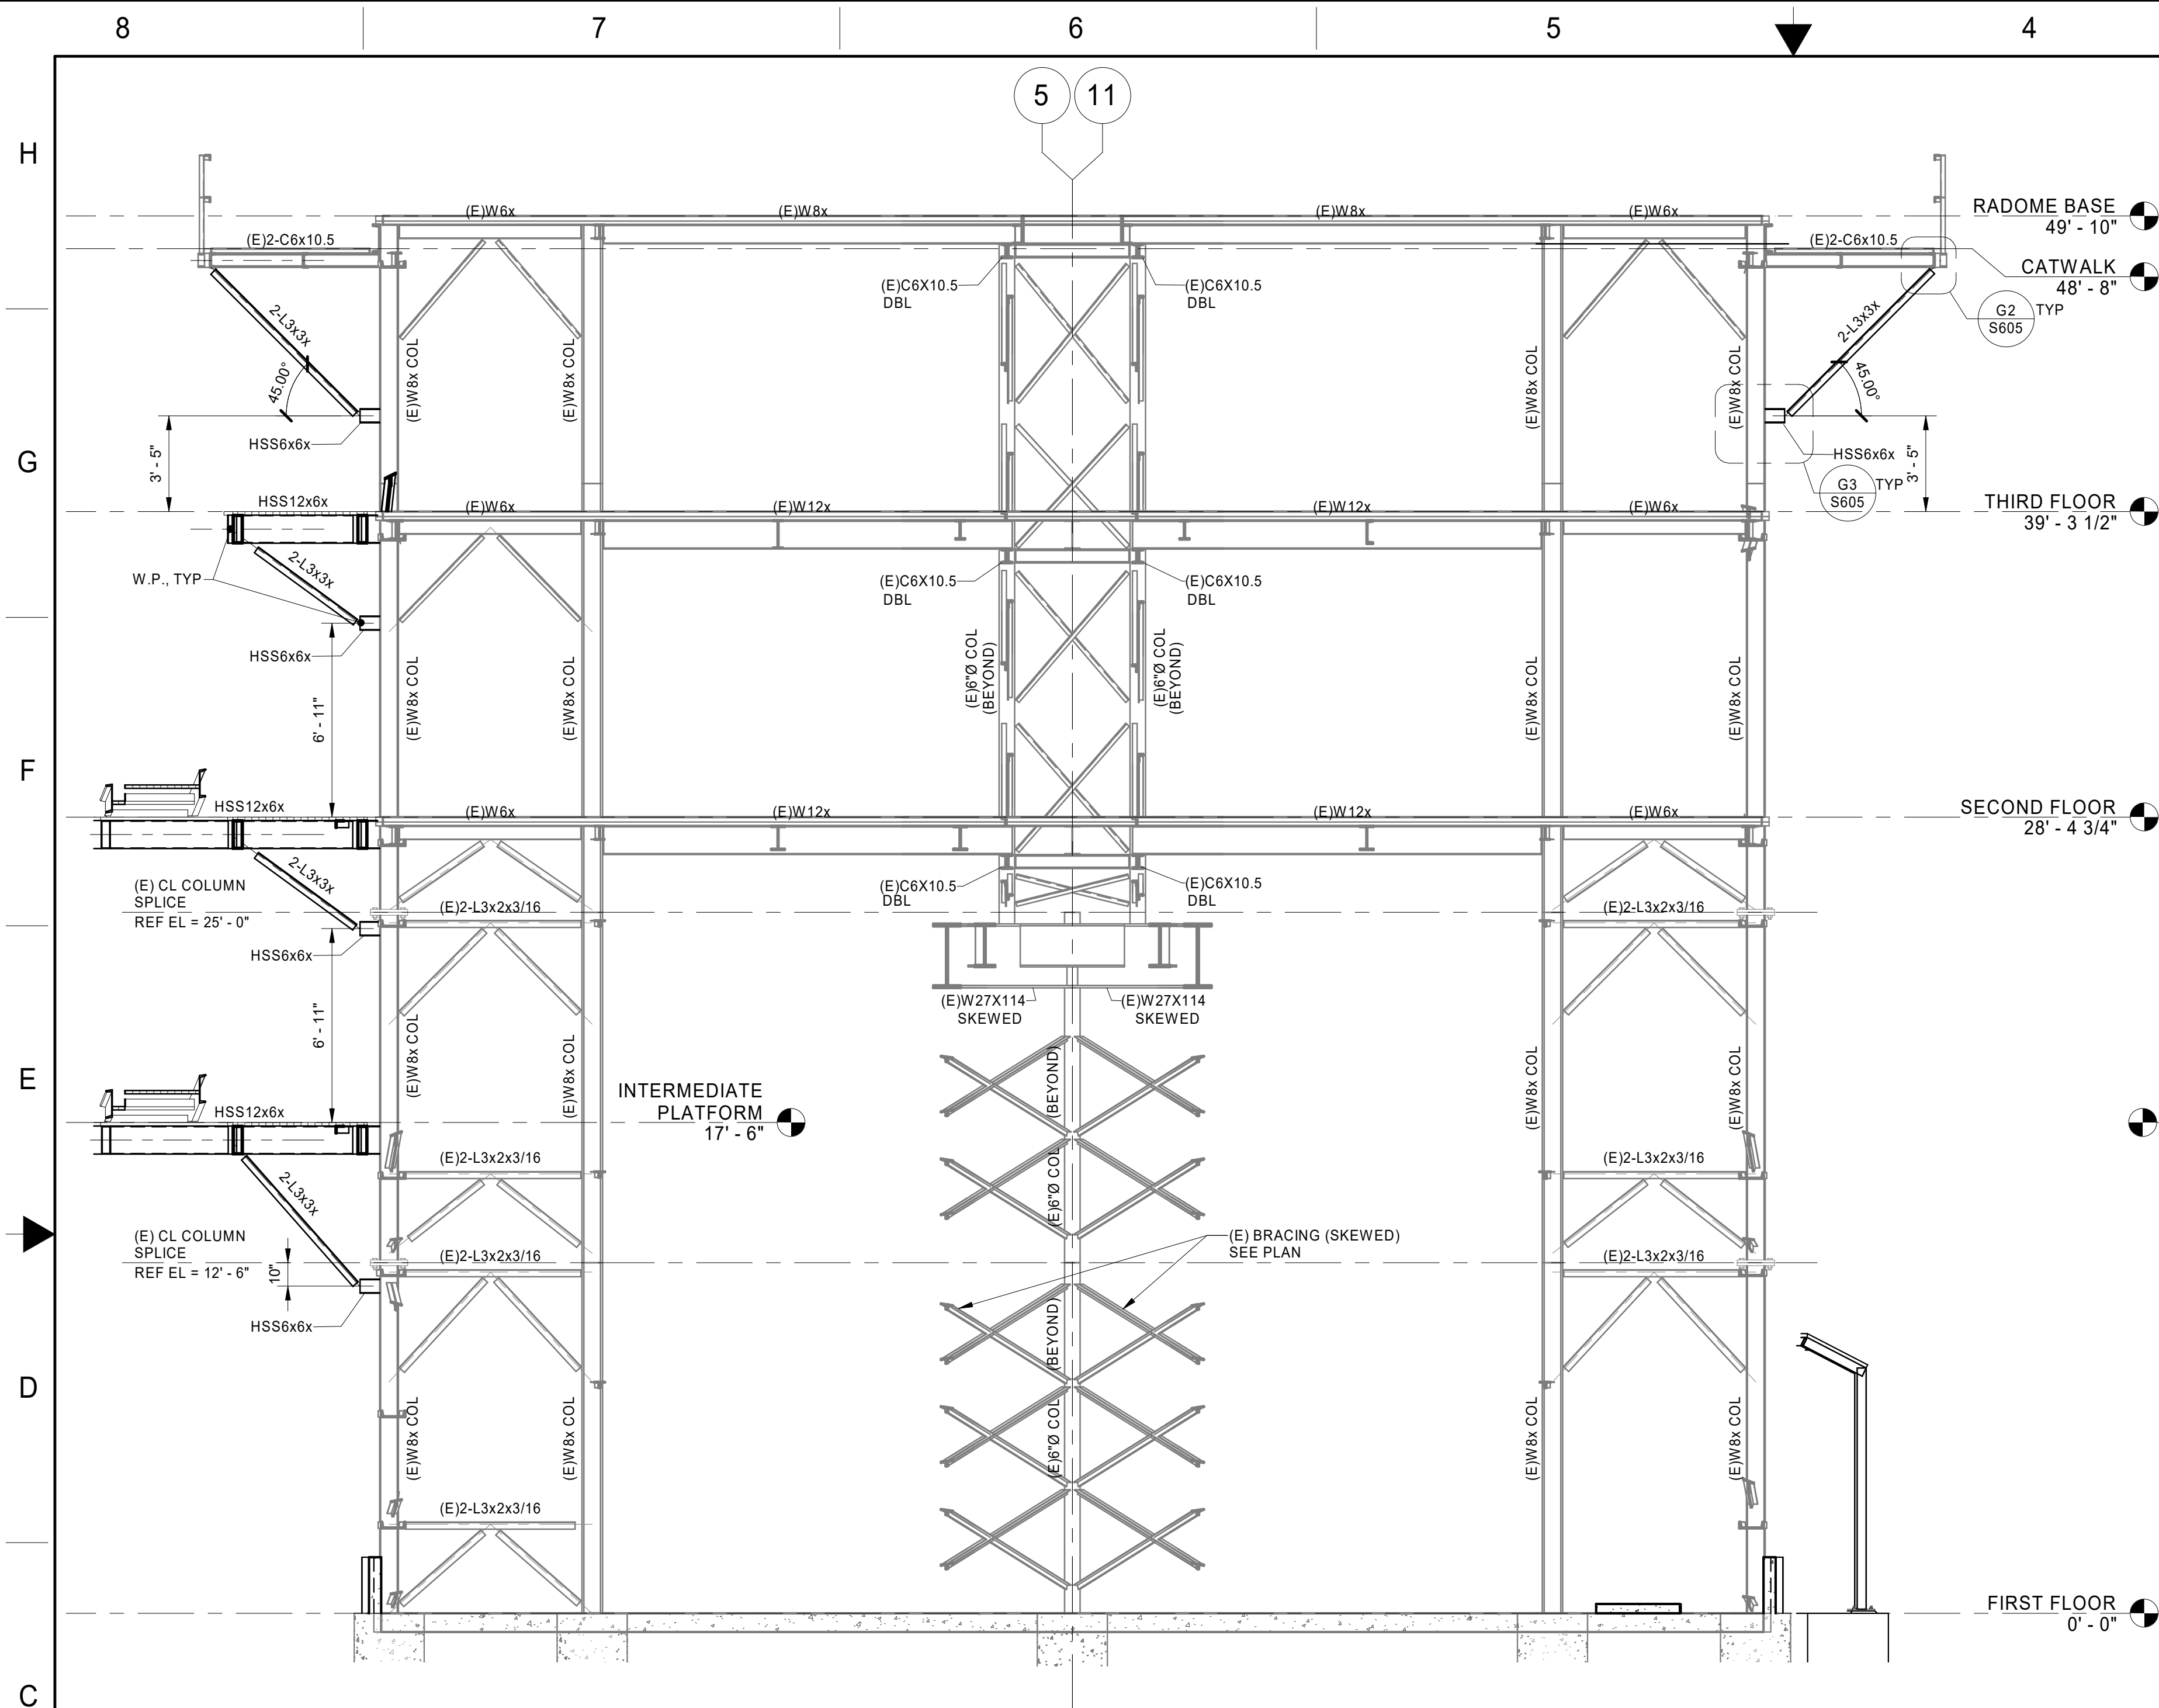 8 7 6 5 4
H
G
F
E
D
C
5 11
(E)W6x (E)W8x (E)W8x (E)W6x
RADOME BASE
49' - 10"
(E)2-C6x10.5 (E)2-C6x10.5
CATWALK
48' - 8"
(E)C6X10.5
DBL
(E)C6X10.5
DBL
G2
S605
TYP
2-L3x3x
45.00°
2-L3x3x
45.00°
(E)W8x COL
(E)W8x COL
(E)W8x COL
(E)W8x COL
HSS6x6x
3' - 5"
HSS6x6x
3' - 5"
G3
S605
TYP
HSS12x6x
(E)W6x (E)W12x (E)W12x (E)W6x
THIRD FLOOR
39' - 3 1/2"
2-L3x3x
W.P., TYP
(E)C6X10.5
DBL
(E)C6X10.5
DBL
HSS6x6x
6' - 11"
(E)W8x COL
(E)W8x COL
(E)6"Ø COL
(BEYOND)
(E)6"Ø COL
(BEYOND)
(E)W8x COL
(E)W8x COL
HSS12x6x
(E)W6x (E)W12x (E)W12x (E)W6x
SECOND FLOOR
28' - 4 3/4"
2-L3x3x
(E) CL COLUMN
SPLICE
REF EL = 25' - 0"
(E)C6X10.5
DBL
(E)C6X10.5
DBL
(E)2-L3x2x3/16 (E)2-L3x2x3/16
HSS6x6x
6' - 11"
(E)W27X114
SKEWED
(E)W27X114
SKEWED
(E)W8x COL
(E)W8x COL
(BEYOND)
(E)6"Ø COL
(E)W8x COL
(E)W8x COL
INTERMEDIATE
PLATFORM
17' - 6"
HSS12x6x
2-L3x3x
(E)2-L3x2x3/16 (E)2-L3x2x3/16
(E) BRACING (SKEWED)
SEE PLAN
(E) CL COLUMN
SPLICE
REF EL = 12' - 6"
10"
(E)2-L3x2x3/16 (E)2-L3x2x3/16
HSS6x6x
(BEYOND)
(E)6"Ø COL
(E)W8x COL
(E)W8x COL
(E)W8x COL
(E)W8x COL
(E)2-L3x2x3/16
FIRST FLOOR
0' - 0"